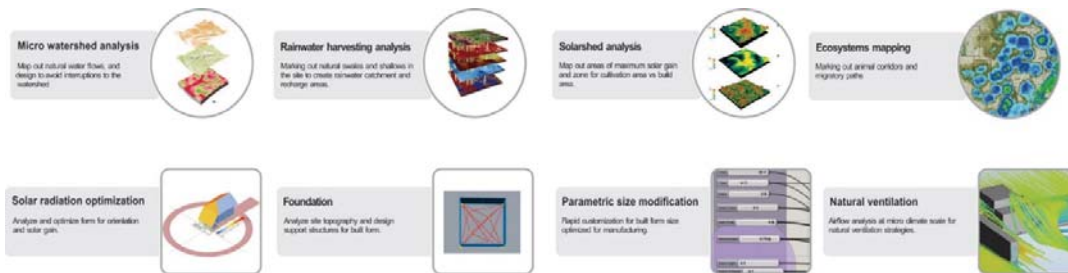 Micro watershed analysis
Map out natural water flows, and
design to avoid interruptions to the
watershed
Rainwater harvesting analysis
Marking out natural swales and shallows in
the site to create rainwater catchment and
recharge areas.
Solarshed analysis
Map out areas of maximum solar gain
and zone for cultivation area vs build
area.
Ecosystems mapping
Marking out animal corridors and
migratory paths
Solar radiation optimization
Analyze and optimize form for orientation
and solar gain.
Foundation
Analyze site topography and design
support structures for built form.
Parametric size modification
Rapid customization for built form size
optimized for manufacturing.
Natural ventilation
Airflow analysis at micro climate scale for
natural ventilation strategies.